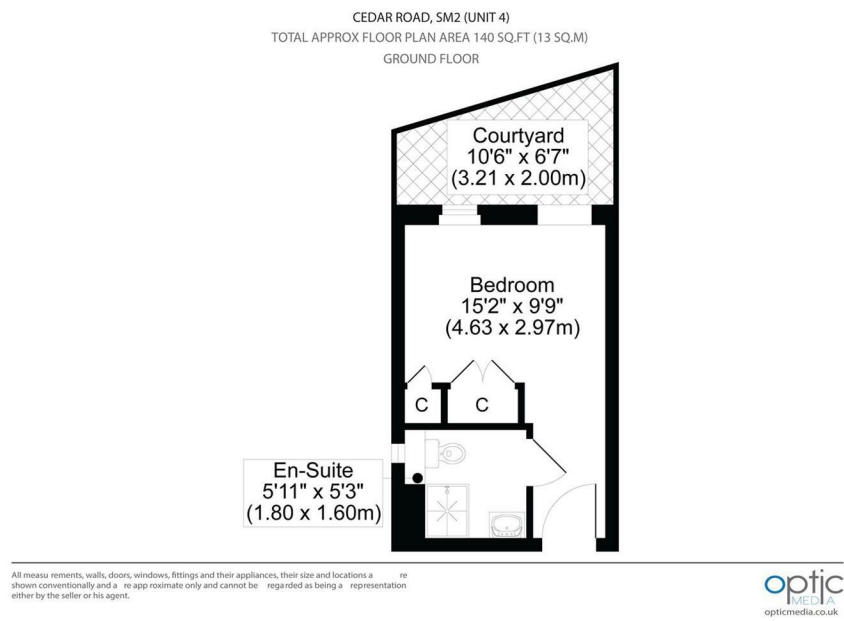 CEDAR ROAD, SM2 (UNIT 4)
TOTAL APPROX FLOOR PLAN AREA 140 SQ.FT (13 SQ.M)
GROUND FLOOR
Courtyard
10'6" x 6'7"
(3.21 x 2.00m)
Bedroom
15'2" x 9'9"
(4.63 x 2.97m)
C
C
En-Suite
5'11" x 5'3"
(1.80 x 1.60m)
All measu rements, walls, doors, windows, fittings and their appliances, their size and locations a re
shown conventionally and a re app roximate only and cannot be rega rded as being a representation
either by the seller or his agent.
optic
MEDIA
opticmedia.co.uk